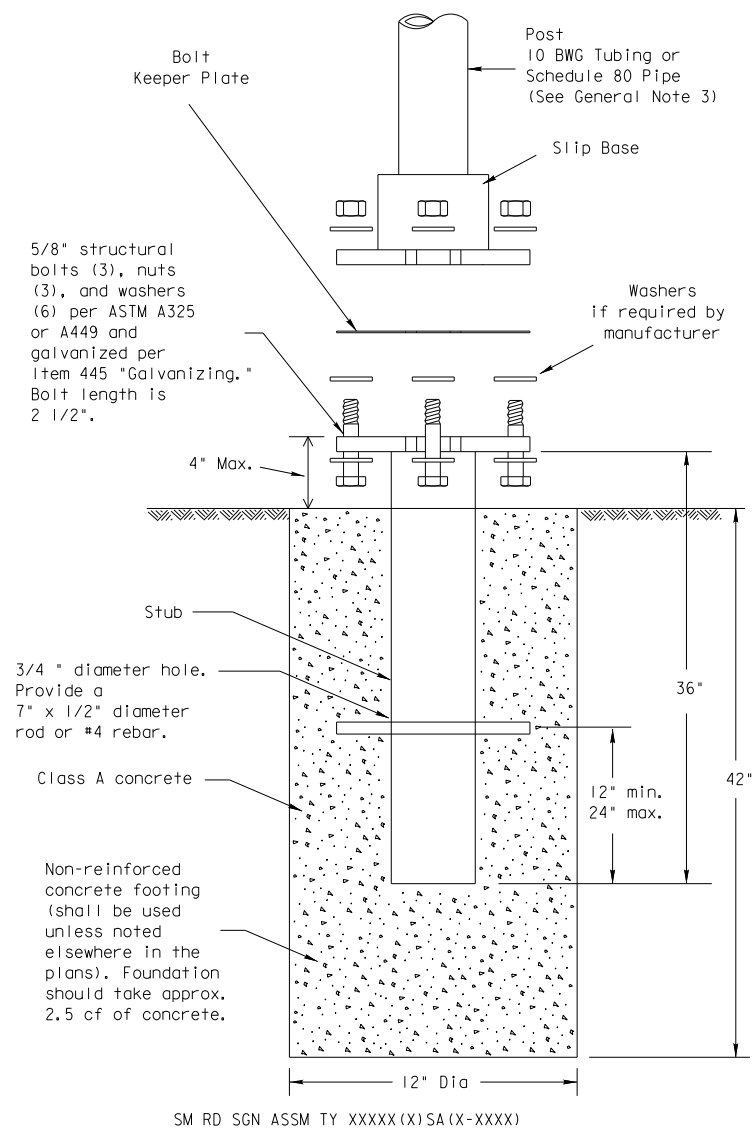 Bolt
Keeper Plate
Post
10 BWG Tubing or
Schedule 80 Pipe
(See General Note 3)
Slip Base
5/8" structural
bolts (3), nuts
(3), and washers
(6) per ASTM A325
or A449 and
galvanized per
Item 445 "Galvanizing."
Bolt length is
2 1/2".
Washers
if required by
manufacturer
4" Max.
Stub
3/4 " diameter hole.
Provide a
7" x 1/2" diameter
rod or #4 rebar.
36"
Class A concrete
12" min.
24" max.
42"
Non-reinforced
concrete footing
(shall be used
unless noted
elsewhere in the
plans). Foundation
should take approx.
2.5 cf of concrete.
12" Dia
SM RD SGN ASSM TY XXXXX(X)SA(X-XXXX)